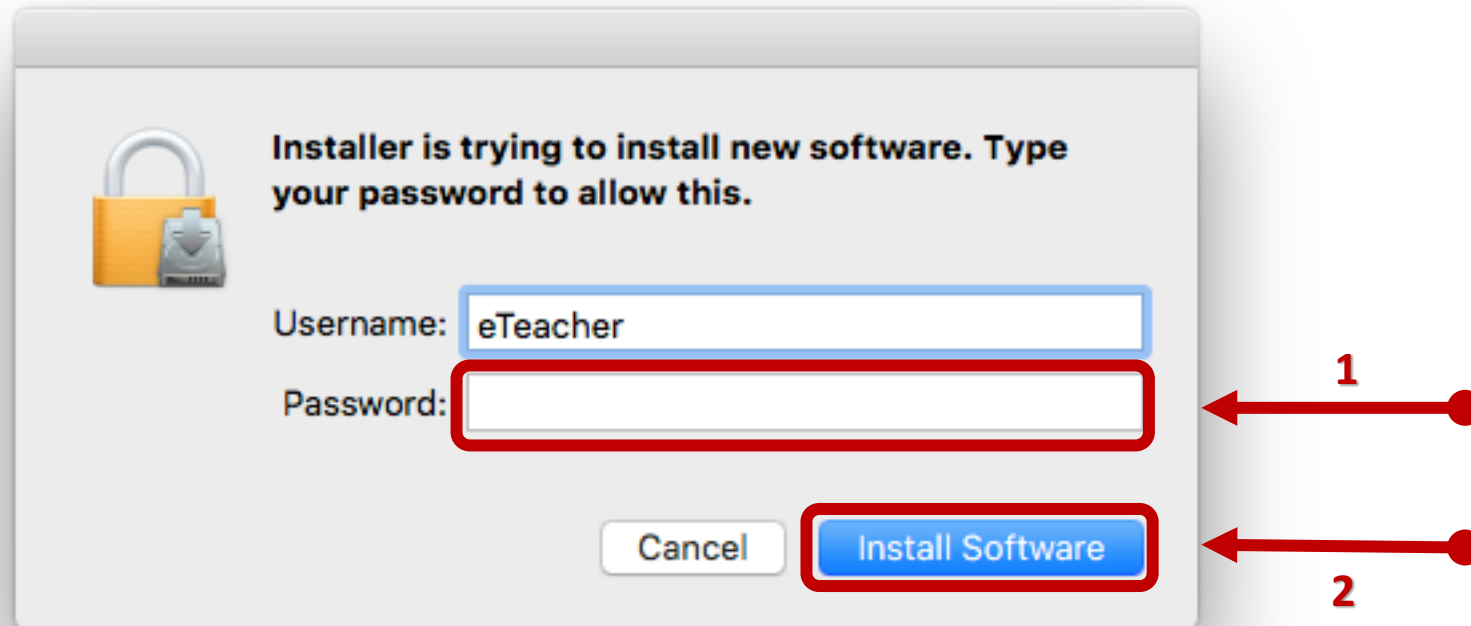 Installer is trying to install new software. Type
your password to allow this.
Username: eTeacher
Password:
1
Cancel Install Software
2